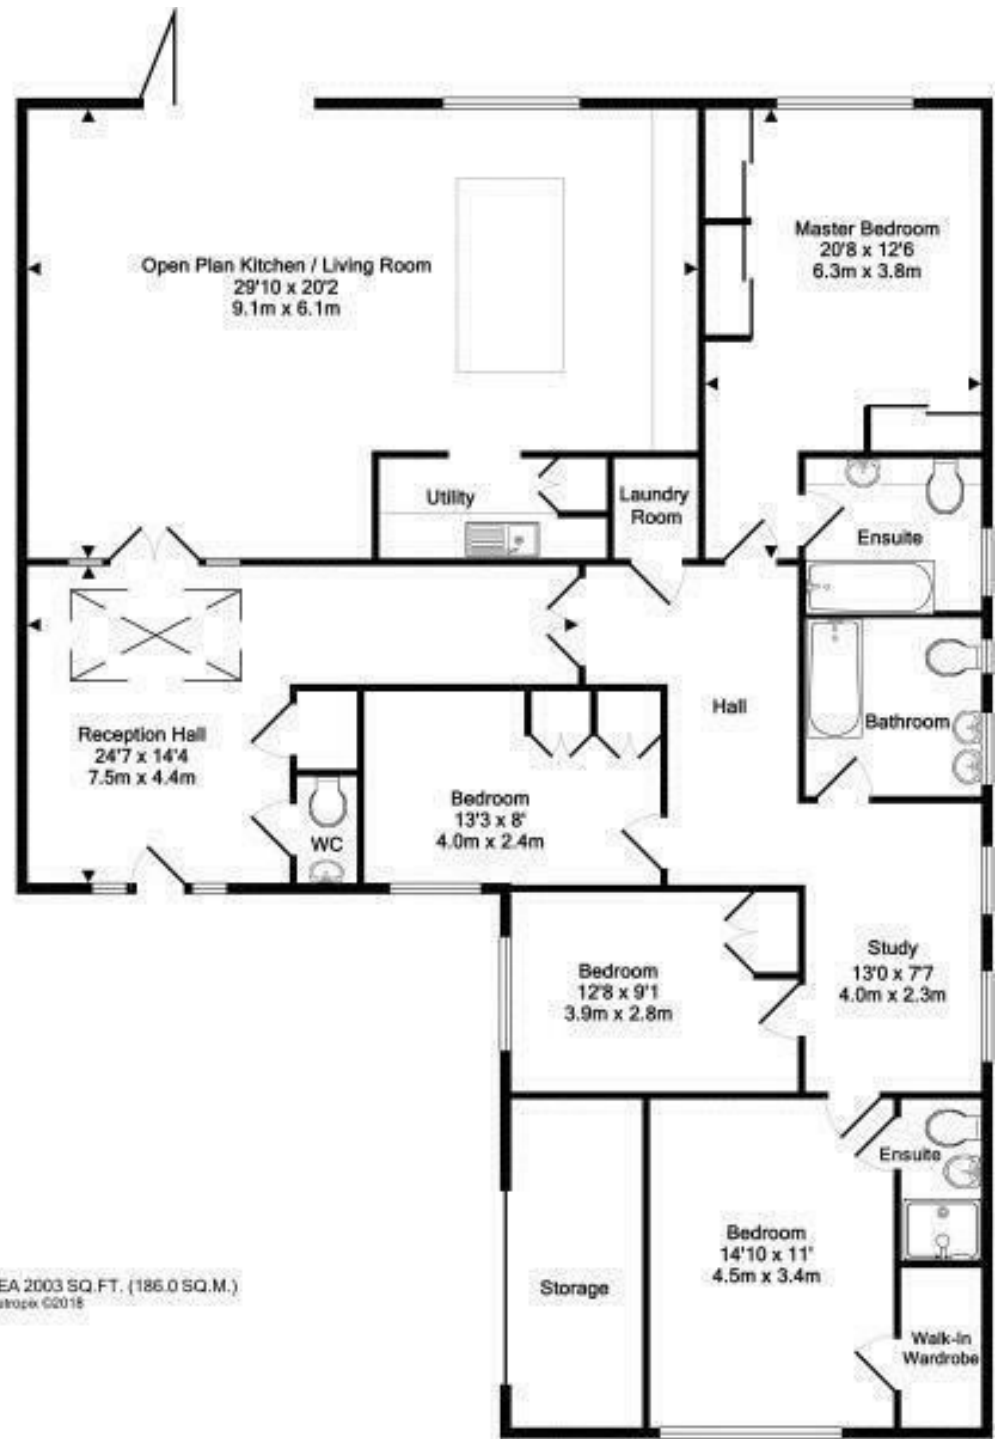 Open Plan Kitchen / Living Room
29'10 x 20'2
9.1m x 6.1m
Master Bedroom
20'8 x 12'6
6.3m x 3.8m
Utility
Laundry
Room
Ensuite
Reception Hall
24'7 x 14'4
7.5m x 4.4m
Hall
Bathroom
WC
Bedroom
13'3 x 8'
4.0m x 2.4m
Bedroom
12'8 x 9'1
3.9m x 2.8m
Study
13'0 x 7'7
4.0m x 2.3m
Ensuite
Bedroom
14'10 x 11'
4.5m x 3.4m
Storage
Walk-In
Wardrobe
EA 2003 SQ.FT. (186.0 SQ.M.)
etropix ©2018